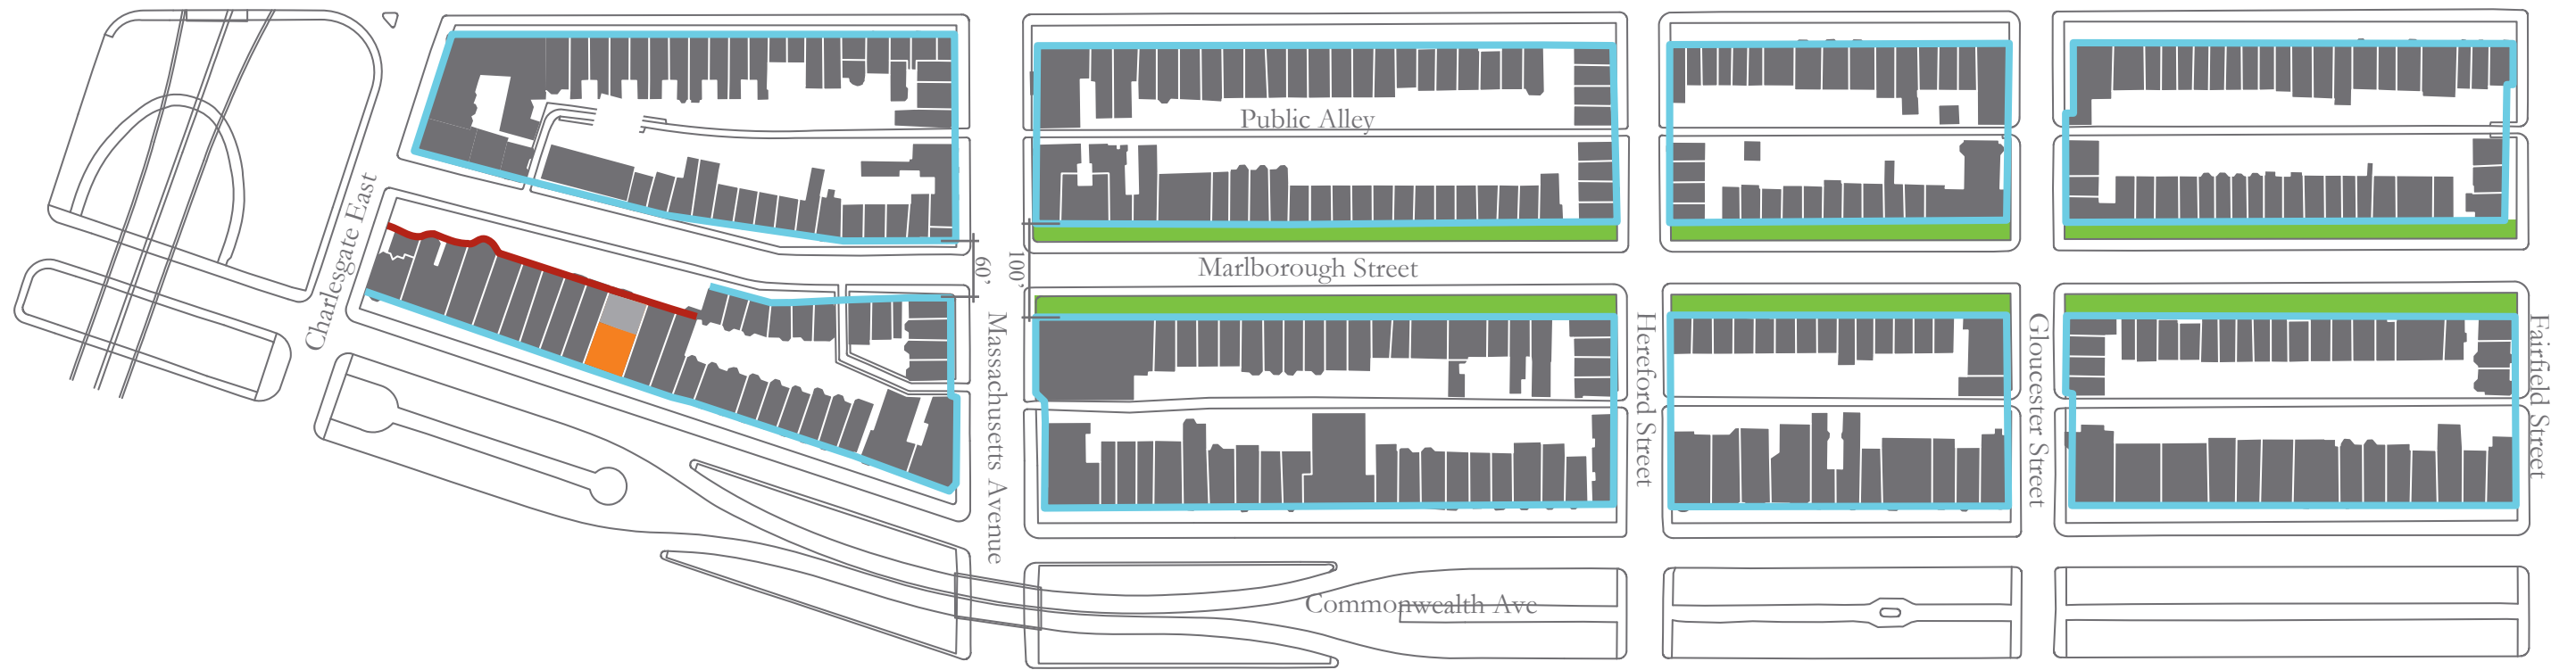 Public Alley
Charlesgate East
60'
100'
Marlborough Street
Massachusetts Avenue
Hereford Street
Gloucester Street
Fairfield Street
Commonwealth Ave